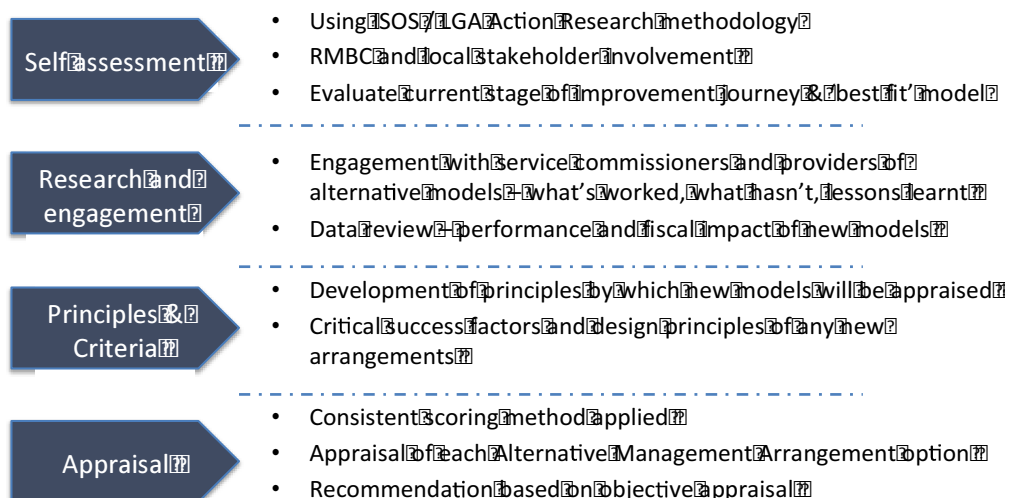 Self assessment
• Using ISOS / LGA Action Research methodology
• RMBC and local stakeholder involvement
• Evaluate current stage of improvement journey & 'best fit' model
Research and
engagement
• Engagement with service commissioners and providers of
alternative models – what's worked, what hasn't, lessons learnt
• Data review – performance and fiscal impact of new models
Principles &
Criteria
• Development of principles by which new models will be appraised
• Critical success factors and design principles of any new
arrangements
Appraisal
• Consistent scoring method applied
• Appraisal of each Alternative Management Arrangement option
• Recommendation based on objective appraisal